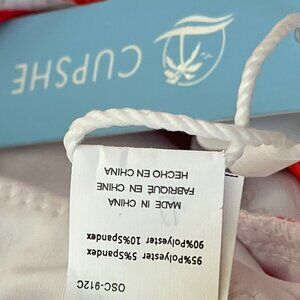 CUPSHE
OSC-912C
95%Polyester 5%Spandex
90%Polyester 10%Spandex
MADE IN CHINA
FABRIQUÉ EN CHINE
HECHO EN CHINA